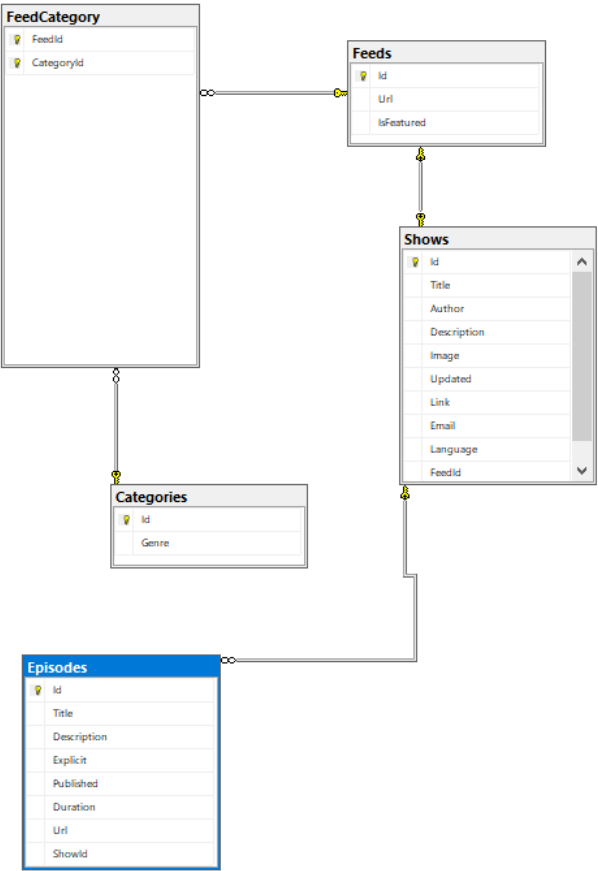 FeedCategory
FeedId
CategoryId
Feeds
Id
Url
IsFeatured
Shows
Id
Title
Author
Description
Image
Updated
Link
Email
Language
FeedId
Categories
Id
Genre
Episodes
Id
Title
Description
Explicit
Published
Duration
Url
ShowId